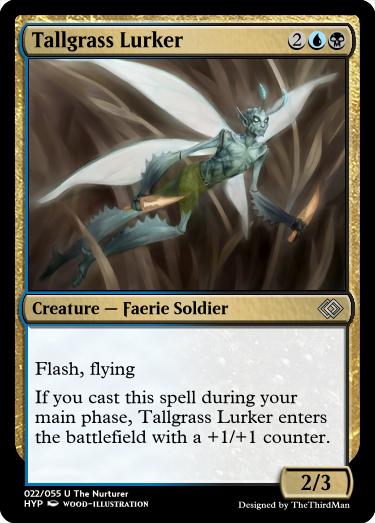 Tallgrass Lurker 2
Creature — Faerie Soldier
Flash, flying
If you cast this spell during your
main phase, Tallgrass Lurker enters
the battlefield with a +1/+1 counter.
2/3
022/055 U The Nurturer
HYP WOOD-ILLUSTRATION
Designed by TheThirdMan